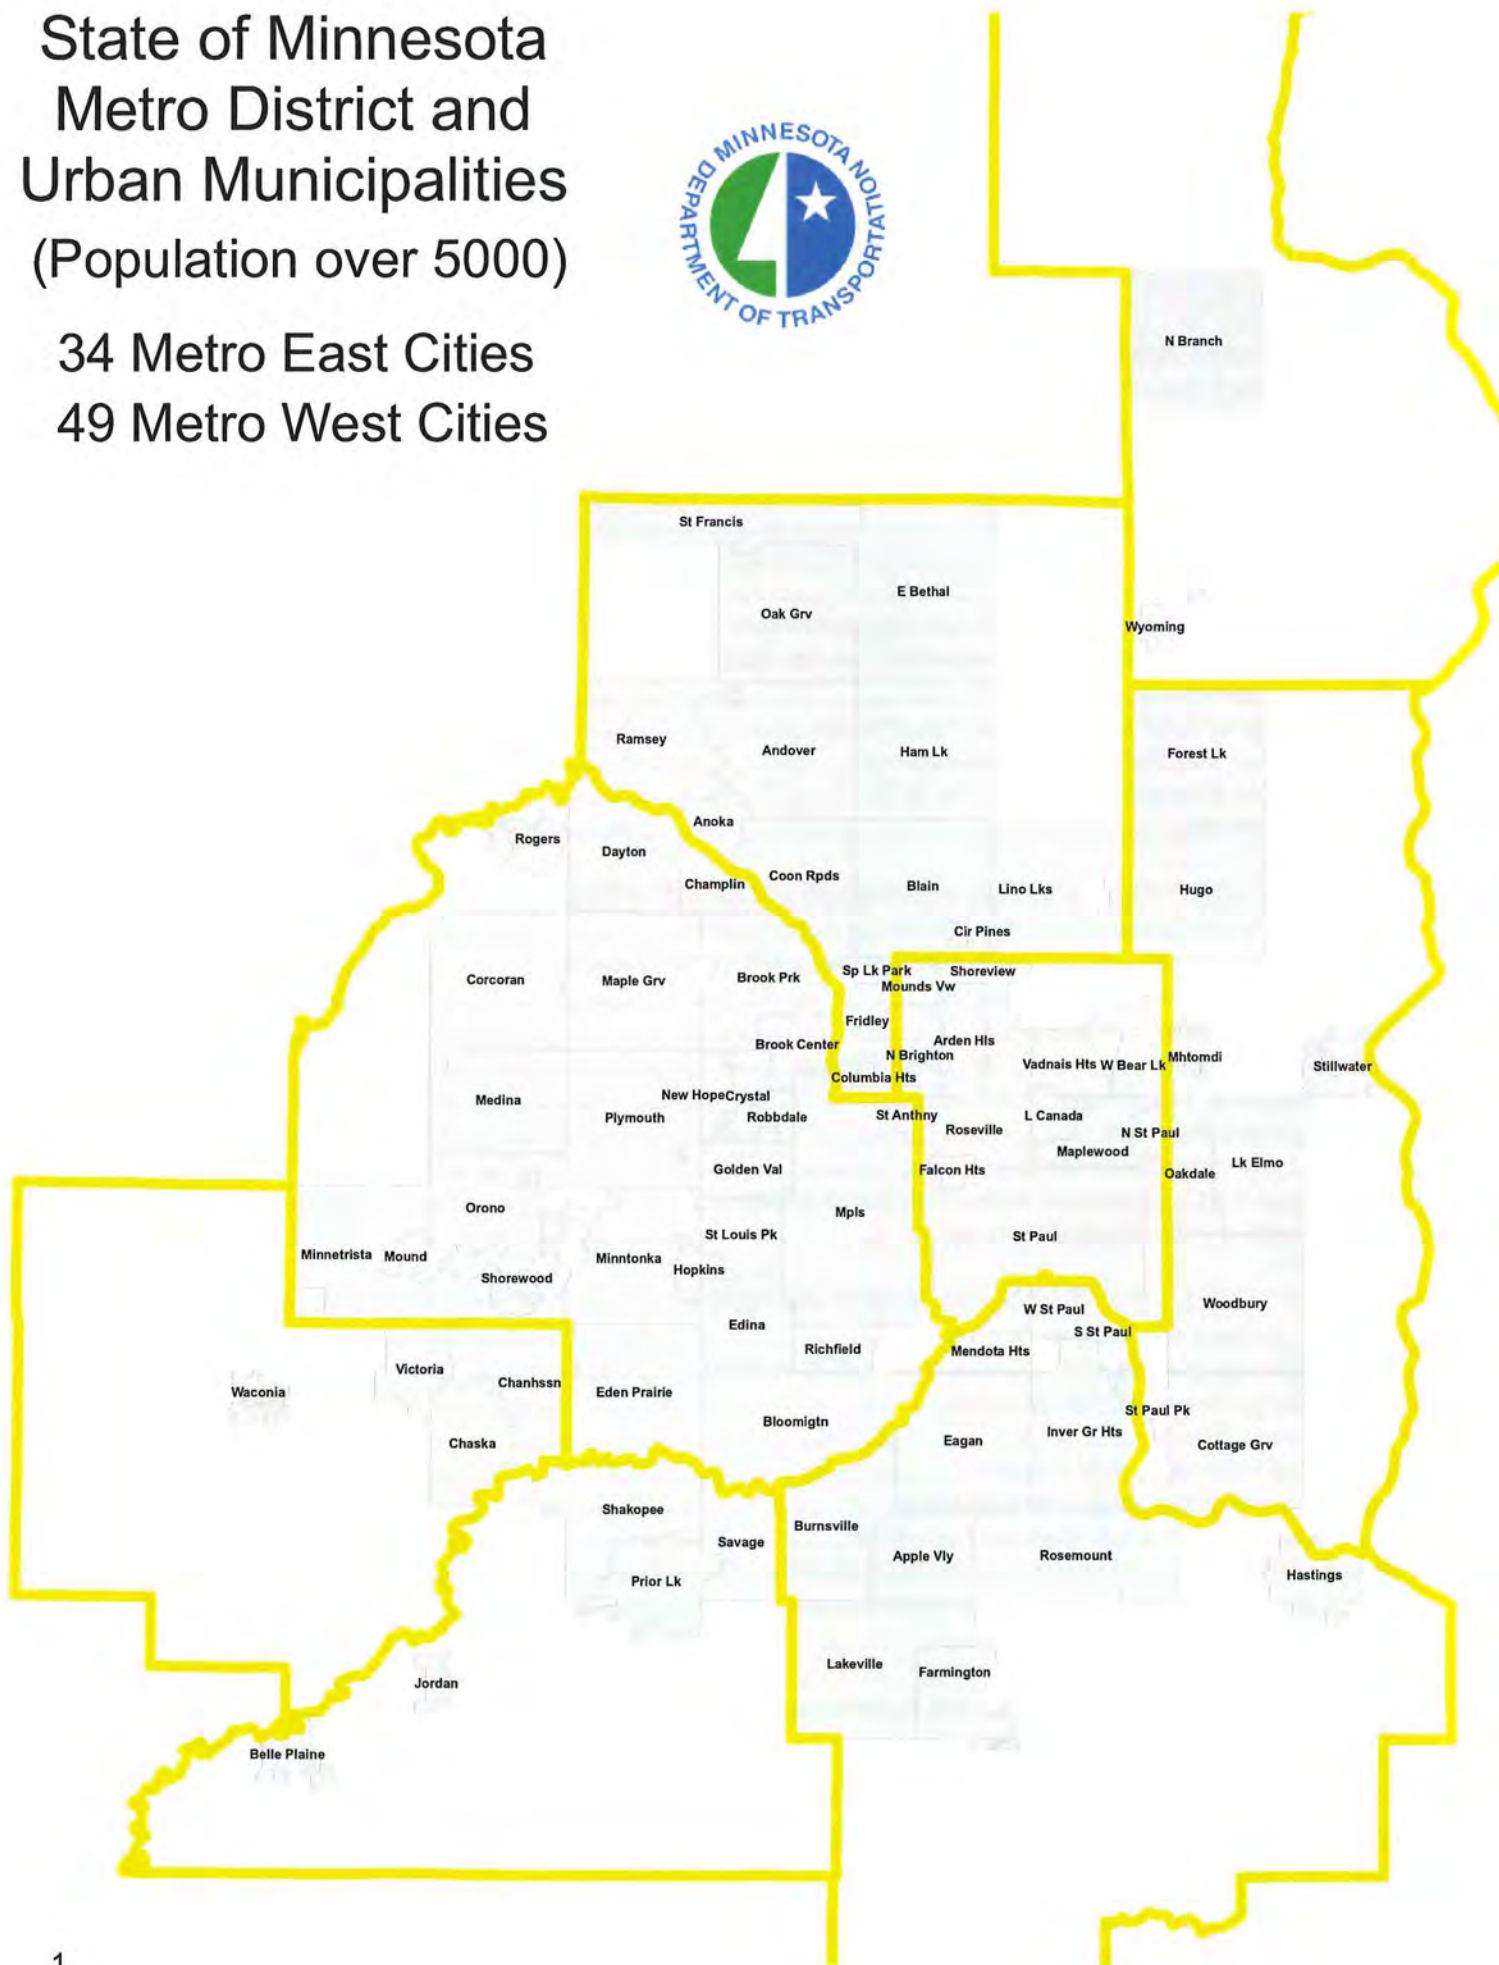 State of Minnesota
Metro District and
Urban Municipalities
(Population over 5000)
34 Metro East Cities
49 Metro West Cities
MINNESOTA
DEPARTMENT OF TRANSPORTATION
N Branch
St Francis
E Bethal
Oak Grv
Wyoming
Ramsey
Andover
Ham Lk
Forest Lk
Anoka
Rogers
Dayton
Champlin
Coon Rpds
Blain
Lino Lks
Hugo
Cir Pines
Corcoran
Maple Grv
Brook Prk
Sp Lk Park
Shoreview
Mounds Vw
Fridley
Brook Center
Arden Hls
N Brighton
Vadnais Hts
W Bear Lk
Mhtomdi
Stillwater
Columbia Hts
Medina
New Hope
Crystal
Plymouth
Robbdale
St Anthny
Roseville
L Canada
N St Paul
Maplewood
Golden Val
Falcon Hts
Oakdale
Lk Elmo
Orono
Mpls
St Louis Pk
St Paul
Minnetrista
Mound
Minntonka
Hopkins
Shorewood
W St Paul
Woodbury
Edina
S St Paul
Richfield
Mendota Hts
Victoria
Chanhssn
Waconia
Eden Prairie
Bloomigtn
St Paul Pk
Inver Gr Hts
Eagan
Chaska
Cottage Grv
Shakopee
Burnsville
Savage
Apple Vly
Rosemount
Prior Lk
Hastings
Lakeville
Farmington
Jordan
Belle Plaine
1